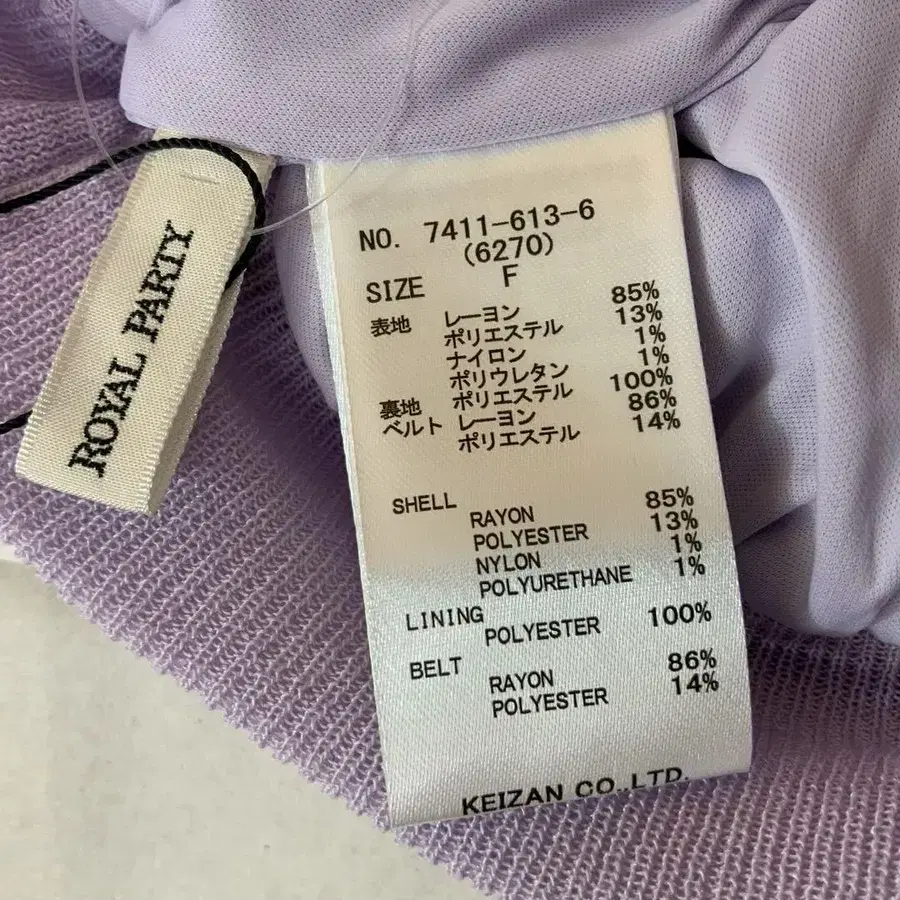 ROYAL PARTY
NO. 7411-613-6
(6270)
SIZE F
表地 レーヨン 85%
ポリエステル 13%
ナイロン 1%
ポリウレタン 1%
裏地 ポリエステル 100%
ベルト レーヨン 86%
ポリエステル 14%
SHELL
RAYON 85%
POLYESTER 13%
NYLON 1%
POLYURETHANE 1%
LINING
POLYESTER 100%
BELT
RAYON 86%
POLYESTER 14%
KEIZAN CO.,LTD.